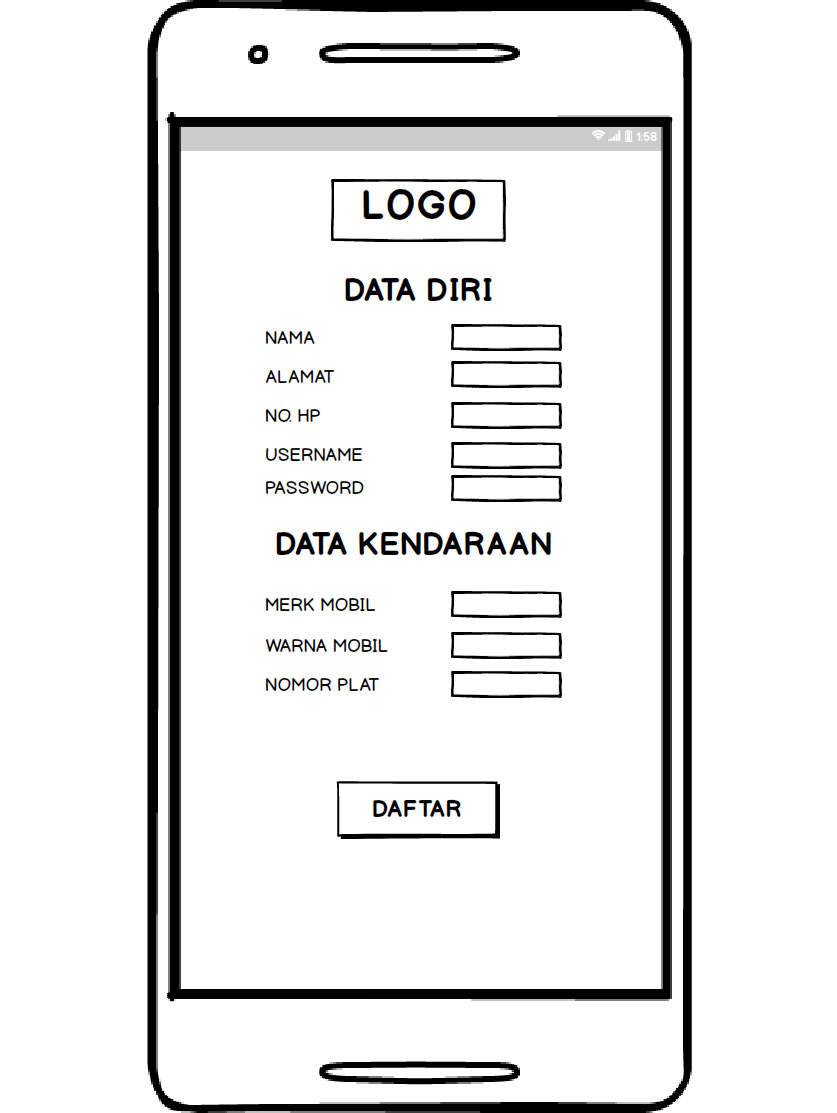 1:58
LOGO
DATA DIRI
NAMA
ALAMAT
NO. HP
USERNAME
PASSWORD
DATA KENDARAAN
MERK MOBIL
WARNA MOBIL
NOMOR PLAT
DAFTAR